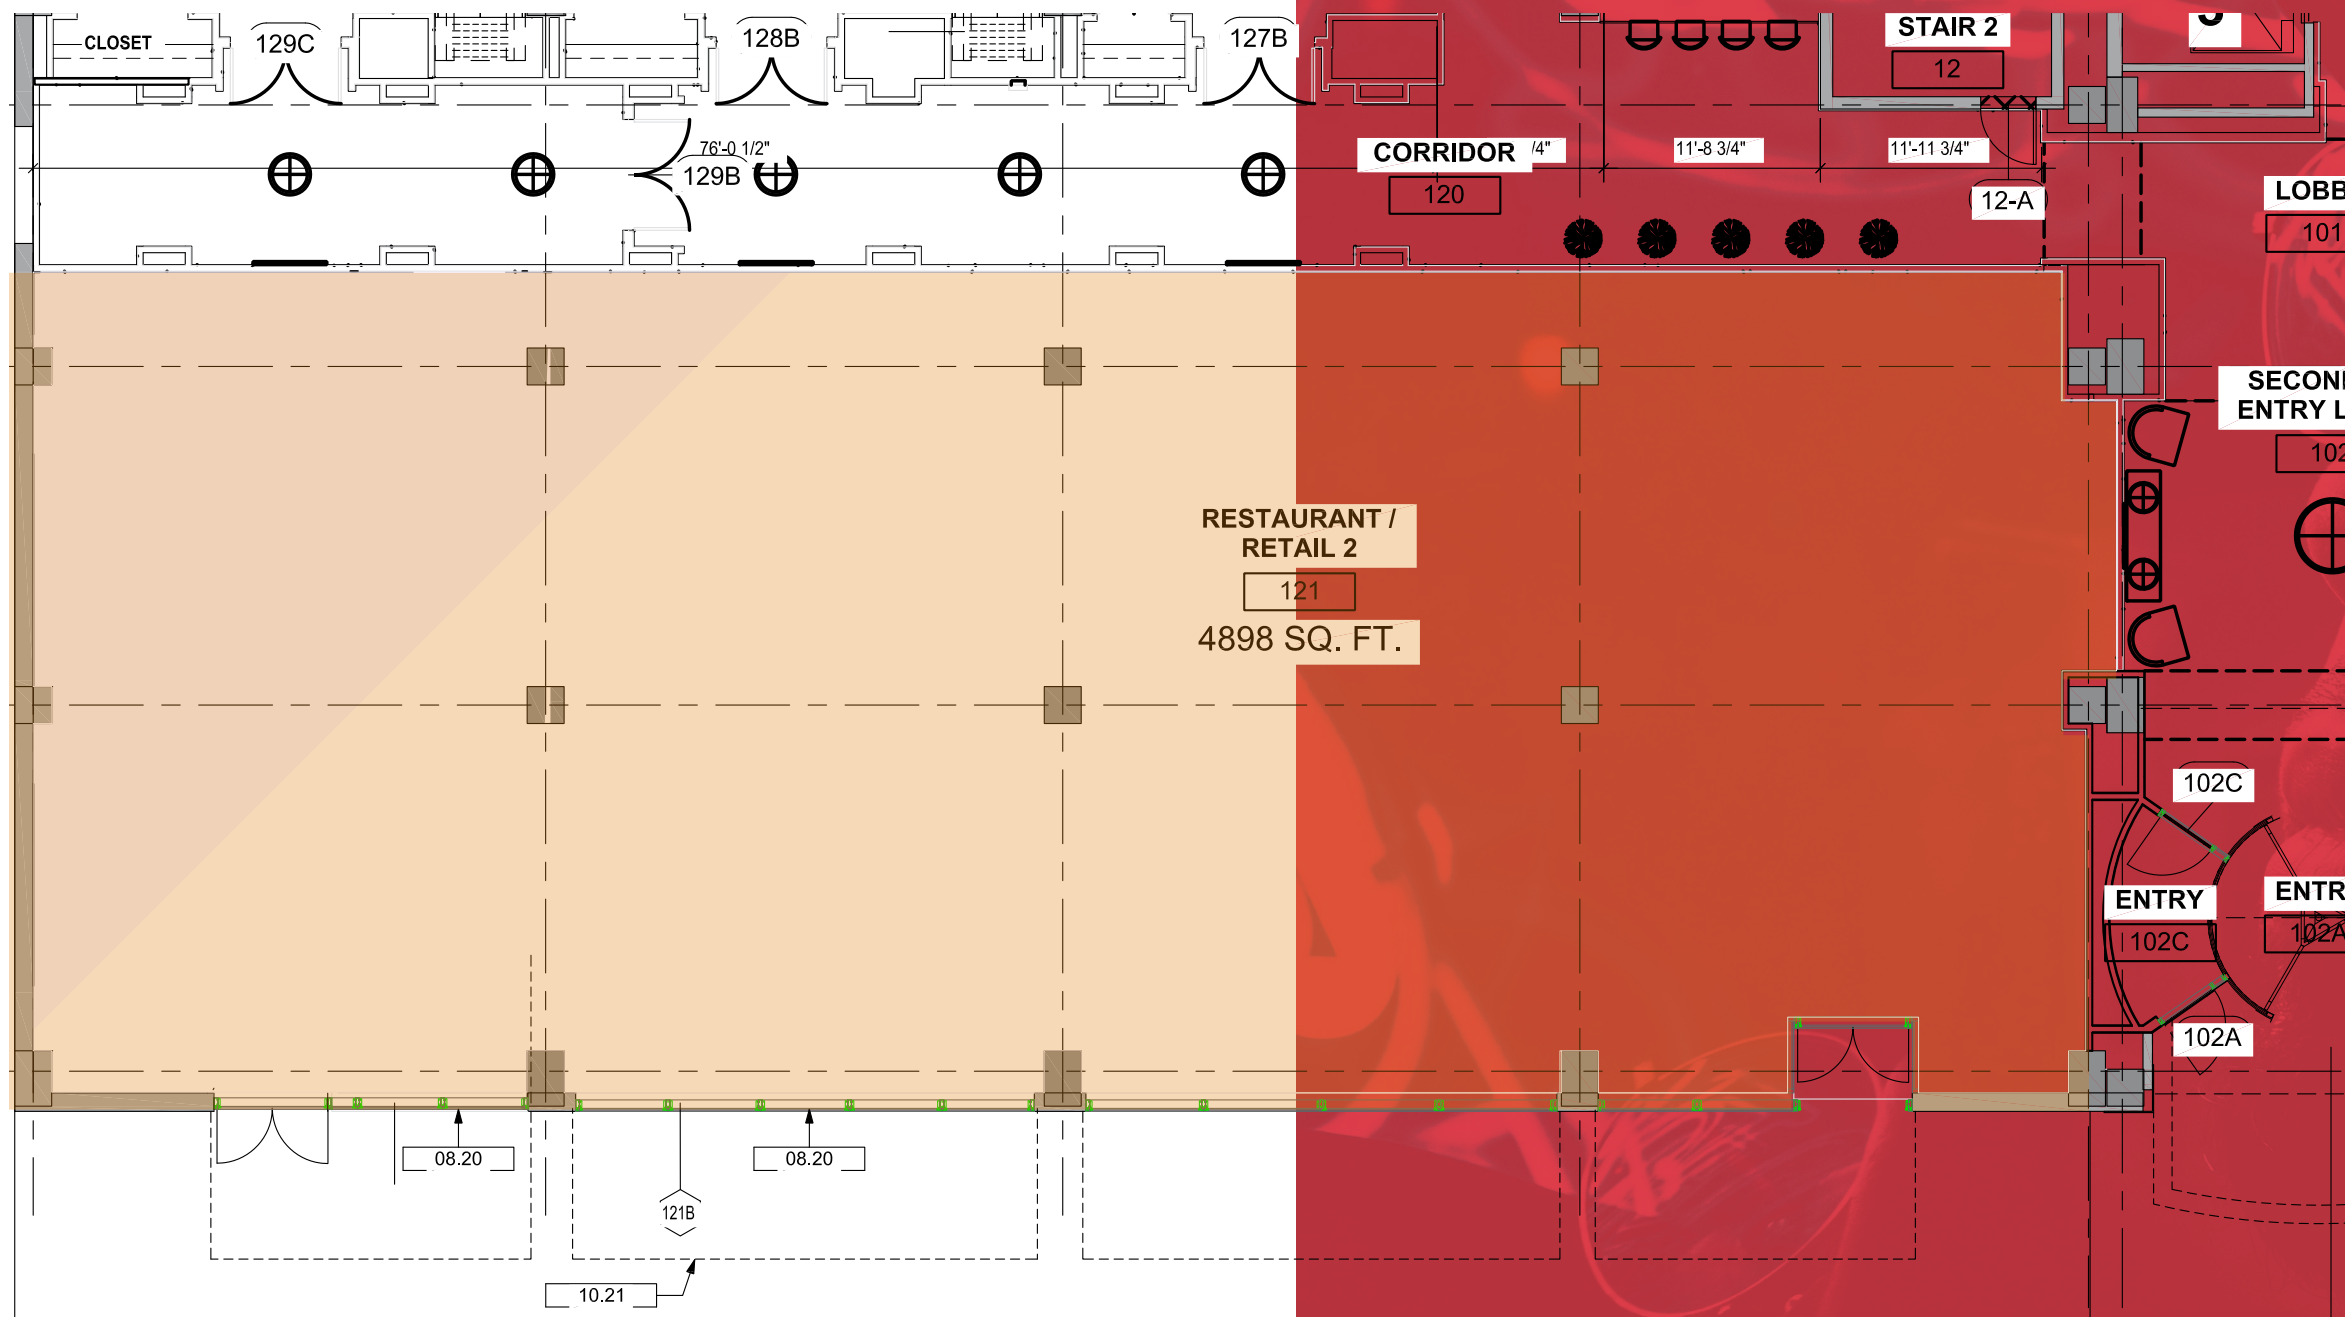 CLOSET
129C
128B
127B
STAIR 2
12
76'-0 1/2"
129B
CORRIDOR
/4"
120
11'-8 3/4"
11'-11 3/4"
12-A
LOBB
101
SECON
ENTRY L
102
RESTAURANT /
RETAIL 2
121
4898 SQ. FT.
102C
ENTRY
102C
ENTR
102A
102A
08.20
08.20
121B
10.21